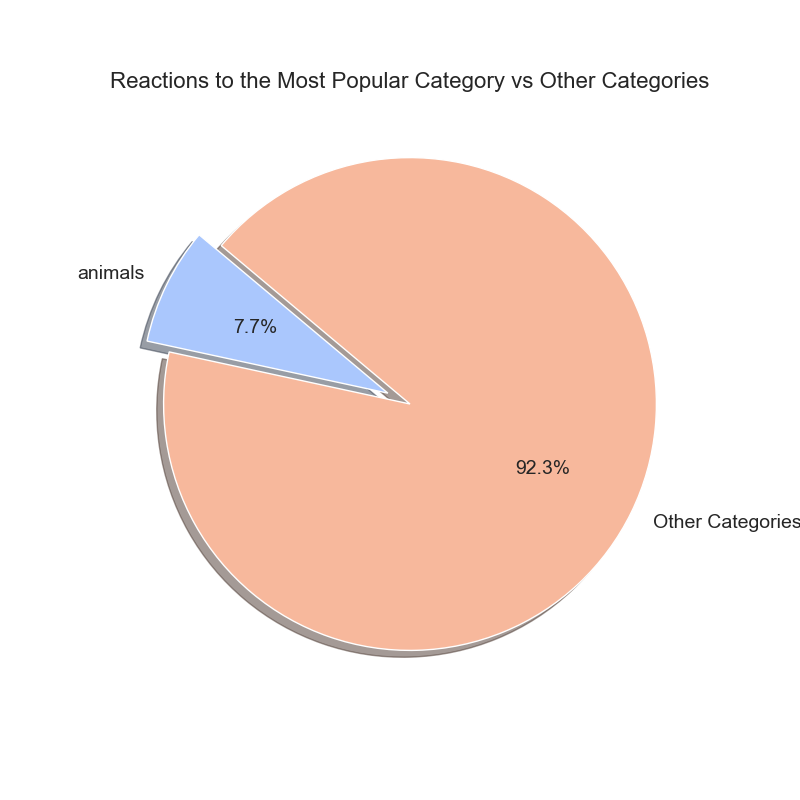 Reactions to the Most Popular Category vs Other Categories
animals
7.7%
92.3%
Other Categories